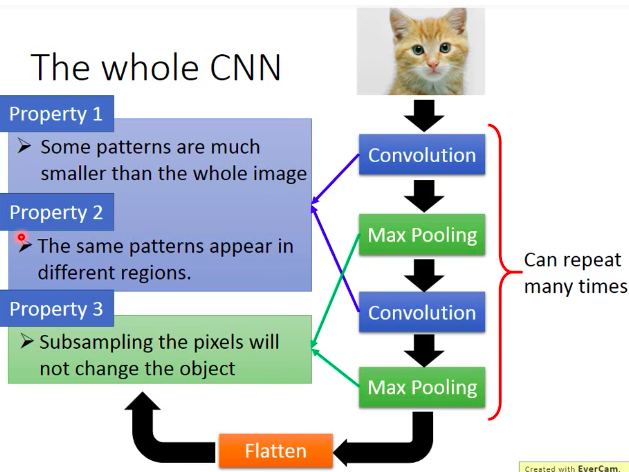 The whole CNN
Property 1
➢ Some patterns are much
smaller than the whole image
Property 2
➢ The same patterns appear in
different regions.
Property 3
➢ Subsampling the pixels will
not change the object
Convolution
Max Pooling
Convolution
Max Pooling
Can repeat
many times
Flatten
Created with EverCam.